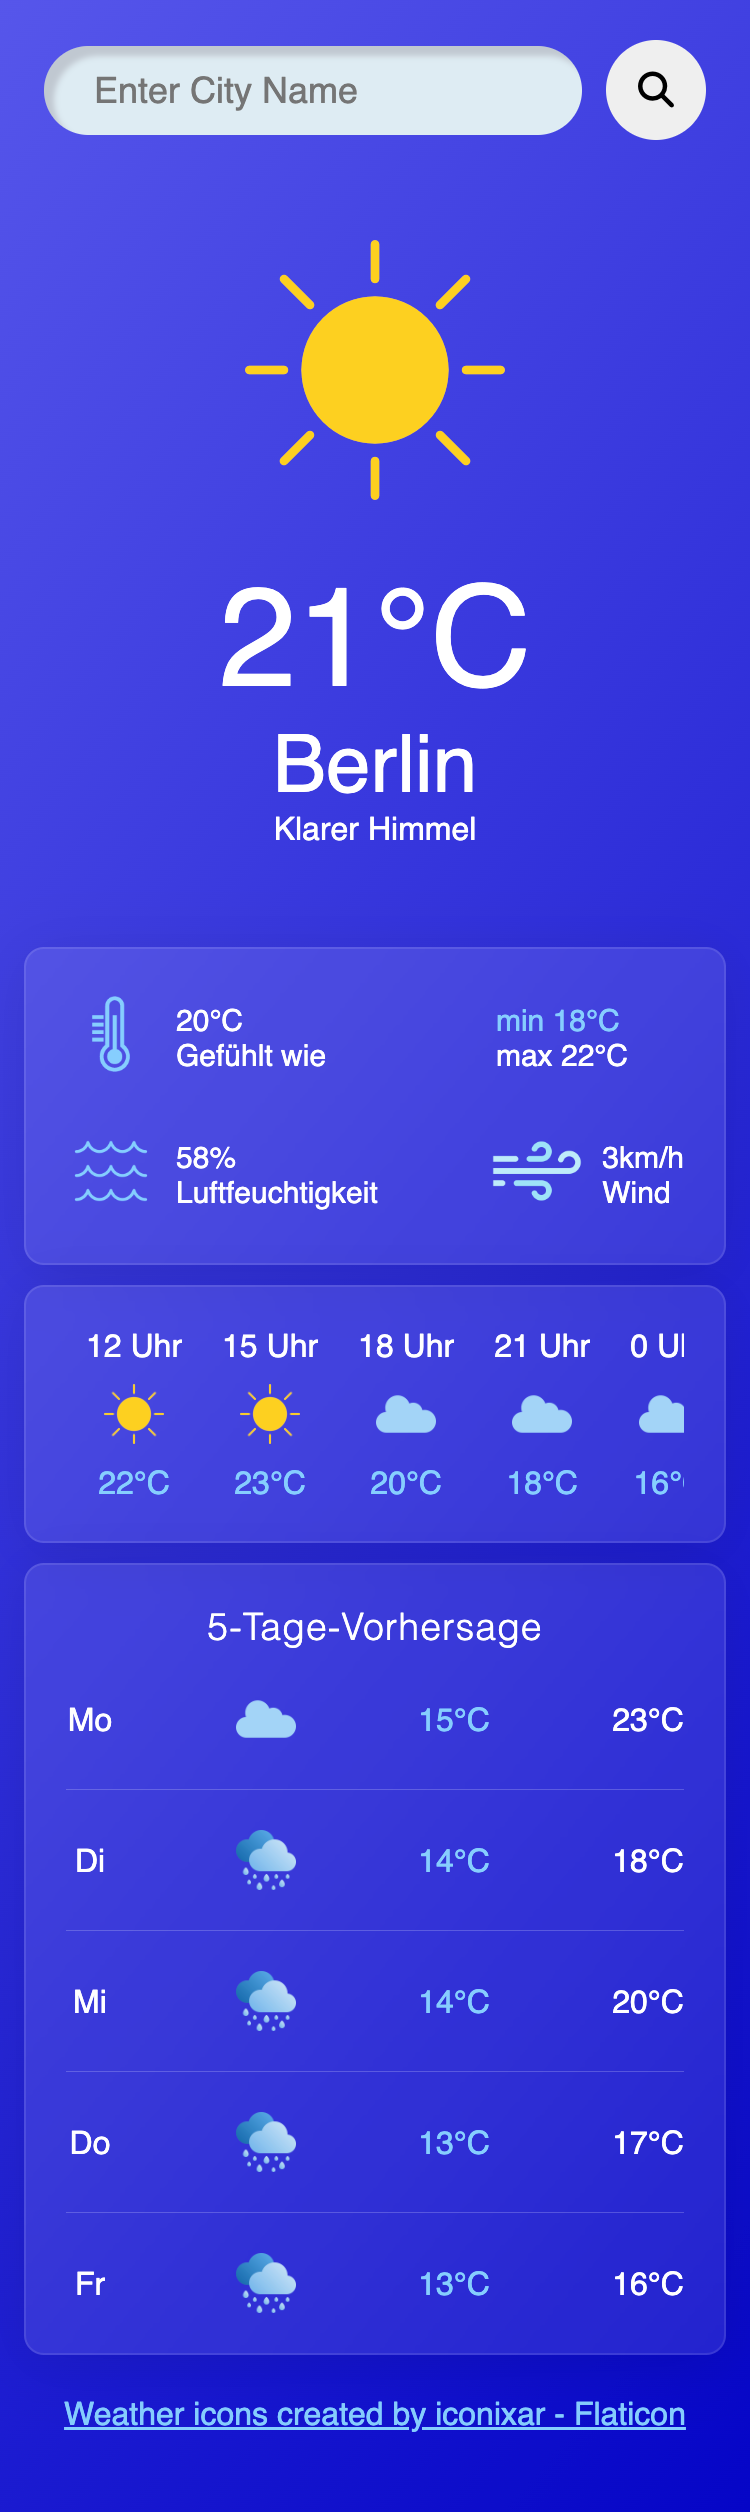 Enter City Name
21°C
Berlin
Klarer Himmel
20°C
Gefühlt wie
min 18°C
max 22°C
58%
Luftfeuchtigkeit
3km/h
Wind
12 Uhr 15 Uhr 18 Uhr 21 Uhr 0
22°C 23°C 20°C 18°C 16°
5-Tage-Vorhersage
Mo 15°C 23°C
Di 14°C 18°C
Mi 14°C 20°C
Do 13°C 17°C
Fr 13°C 16°C
Weather icons created by iconixar - Flaticon